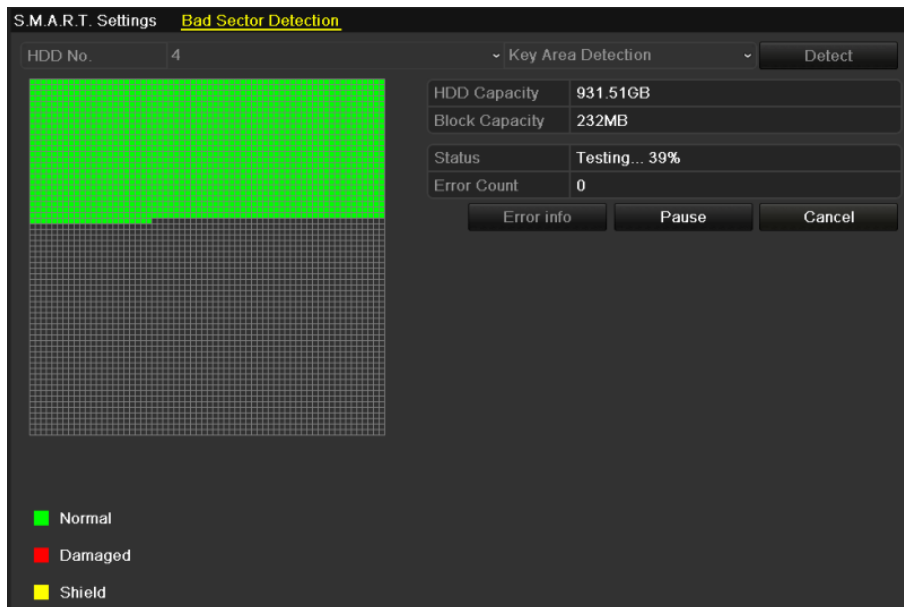 S.M.A.R.T. Settings Bad Sector Detection
HDD No. 4 Key Area Detection Detect
HDD Capacity 931.51GB
Block Capacity 232MB
Status Testing... 39%
Error Count 0
Error info Pause Cancel
Normal
Damaged
Shield